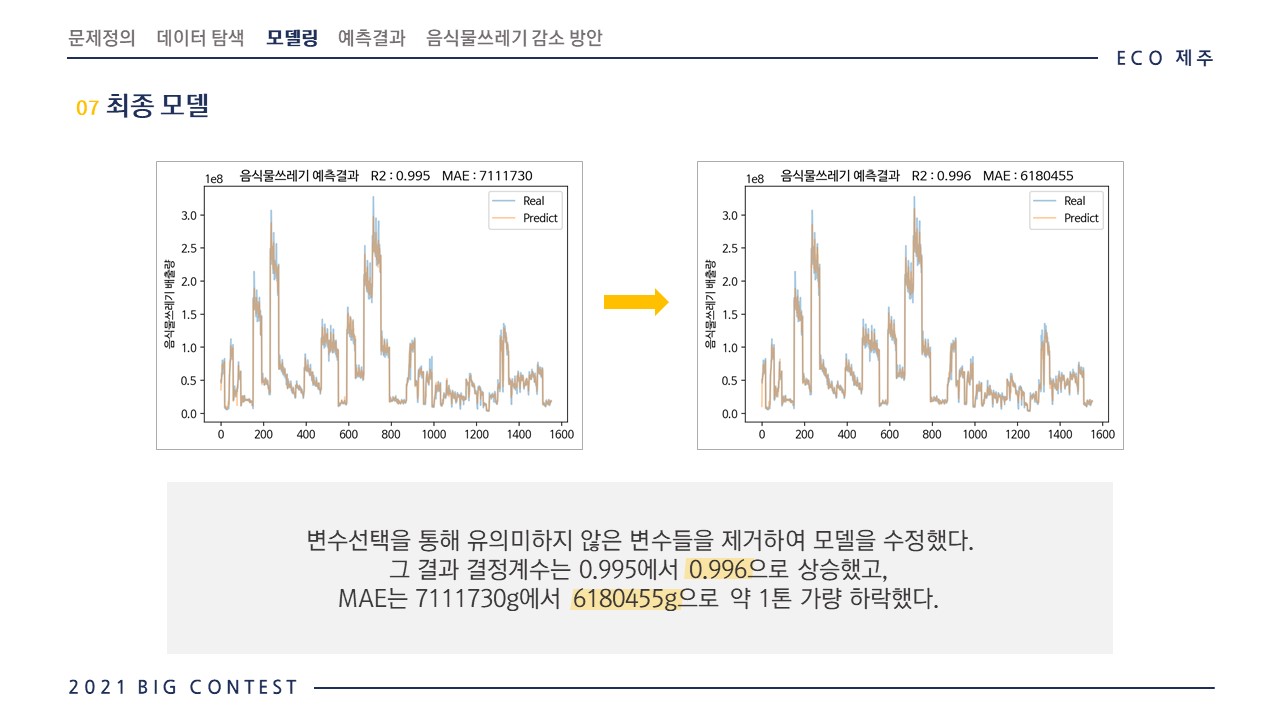 문제정의 데이터 탐색 모델링 예측결과 음식물쓰레기 감소 방안
ECO 제주
07 최종 모델
1e8 음식물쓰레기 예측결과 R2 : 0.995 MAE : 7111730
Real
Predict
음식물쓰레기 배출량
3.0
2.5
2.0
1.5
1.0
0.5
0.0
0 200 400 600 800 1000 1200 1400 1600
1e8 음식물쓰레기 예측결과 R2 : 0.996 MAE : 6180455
Real
Predict
음식물쓰레기 배출량
3.0
2.5
2.0
1.5
1.0
0.5
0.0
0 200 400 600 800 1000 1200 1400 1600
변수선택을 통해 유의미하지 않은 변수들을 제거하여 모델을 수정했다.
그 결과 결정계수는 0.995에서 0.996으로 상승했고,
MAE는 7111730g에서 6180455g으로 약 1톤 가량 하락했다.
2021 BIG CONTEST